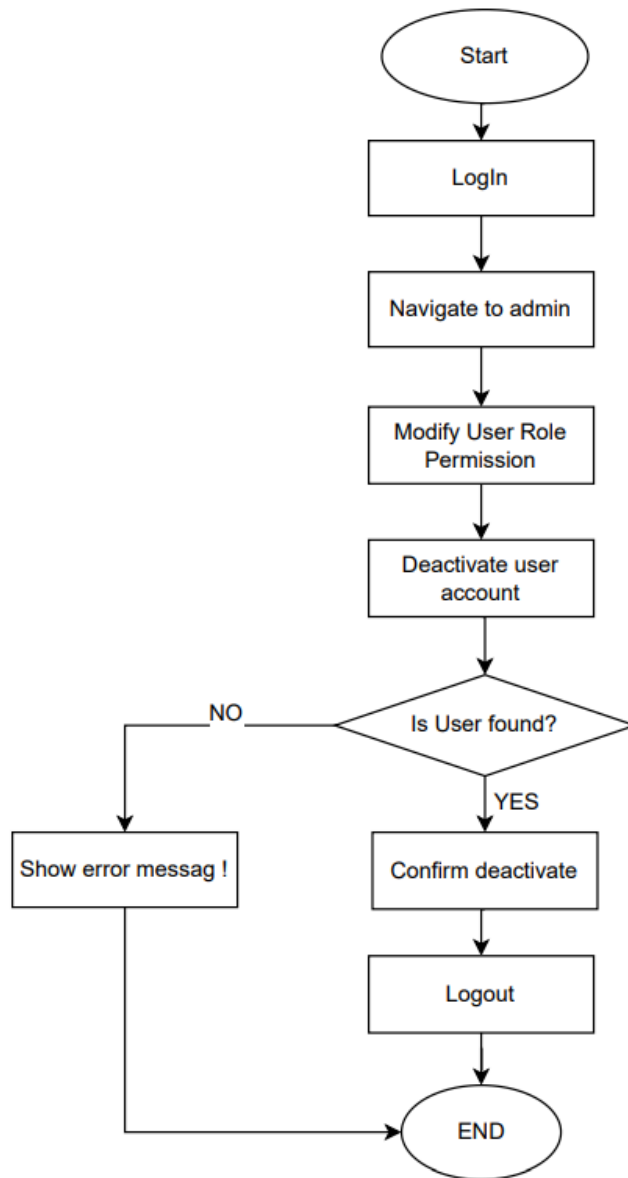 Start
LogIn
Navigate to admin
Modify User Role
Permission
Deactivate user
account
Is User found?
NO
YES
Show error messag !
Confirm deactivate
Logout
END